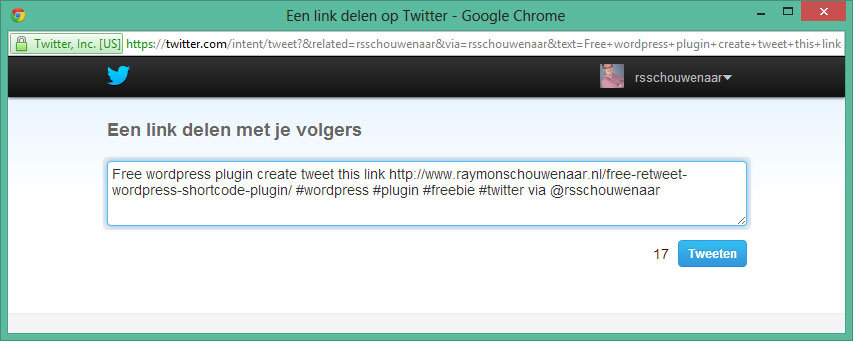 Een link delen op Twitter - Google Chrome
Twitter, Inc. [US] https://twitter.com/intent/tweet?&related=rsschouwenaar&via=rsschouwenaar&text=Free+wordpress+plugin+create+tweet+this+link
rsschouwenaar
Een link delen met je volgers
Free wordpress plugin create tweet this link http://www.raymonschouwenaar.nl/free-retweet-
wordpress-shortcode-plugin/ #wordpress #plugin #freebie #twitter via @rsschouwenaar
17 Tweeten